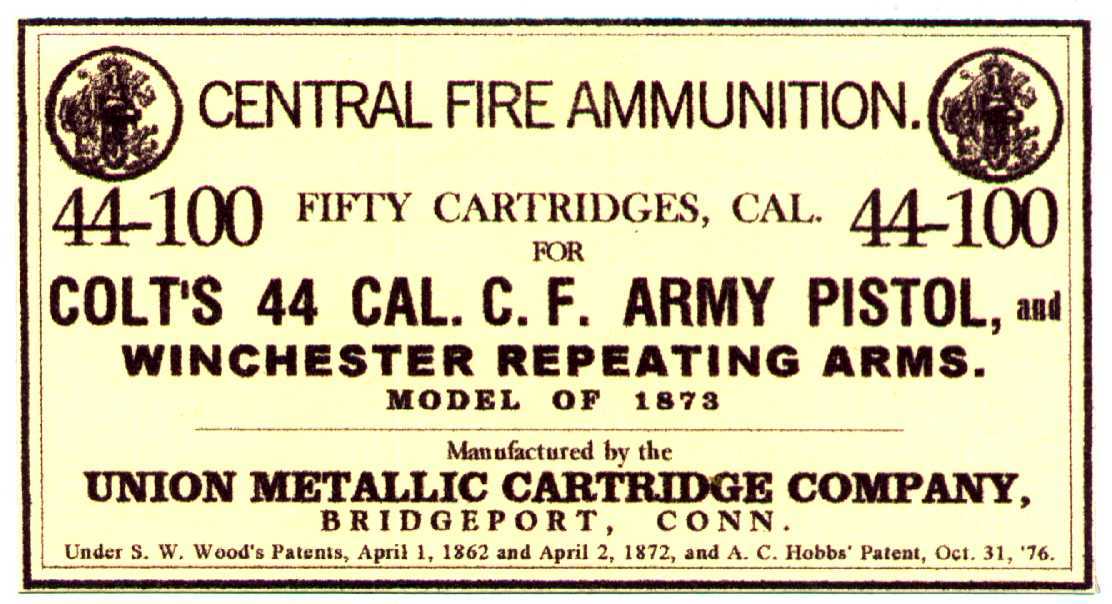 CENTRAL FIRE AMMUNITION.
44-100 FIFTY CARTRIDGES, CAL. 44-100
FOR
COLT'S 44 CAL. C. F. ARMY PISTOL, and
WINCHESTER REPEATING ARMS.
MODEL OF 1873
Manufactured by the
UNION METALLIC CARTRIDGE COMPANY,
BRIDGEPORT, CONN.
Under S. W. Wood's Patents, April 1, 1862 and April 2, 1872, and A. C. Hobbs' Patent, Oct. 31, '76.